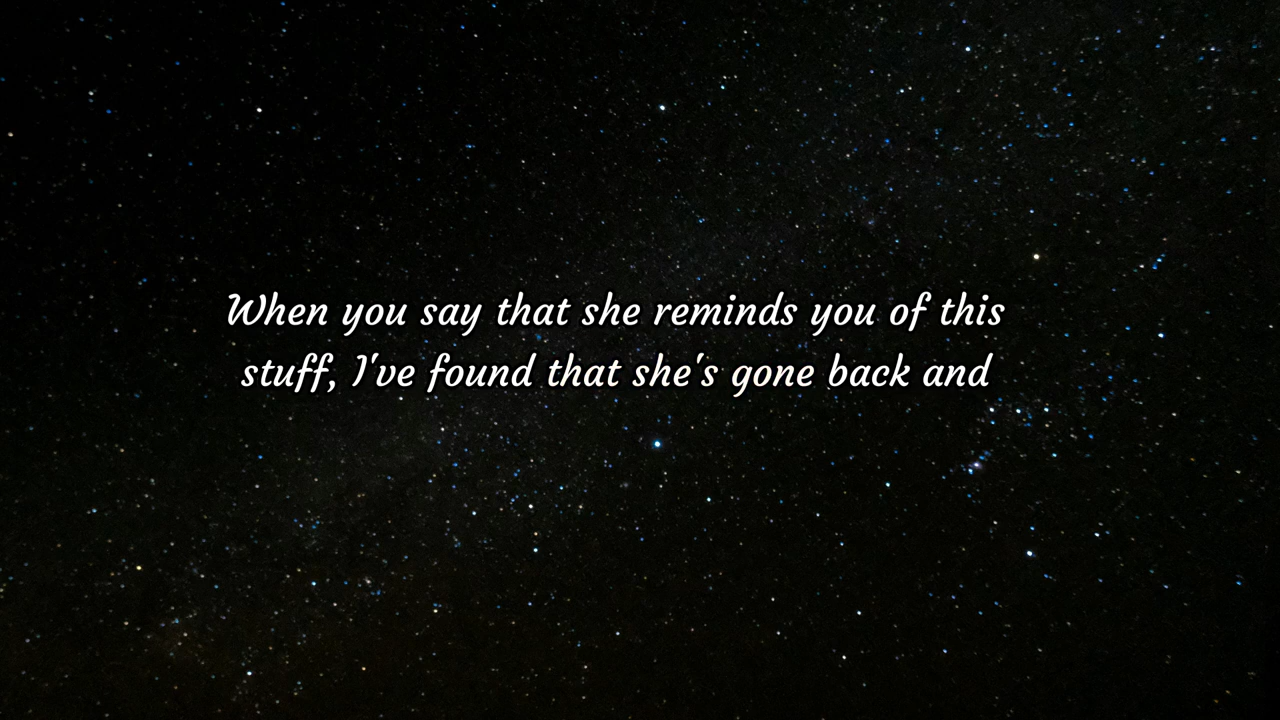 When you say that she reminds you of this
stuff, I've found that she's gone back and